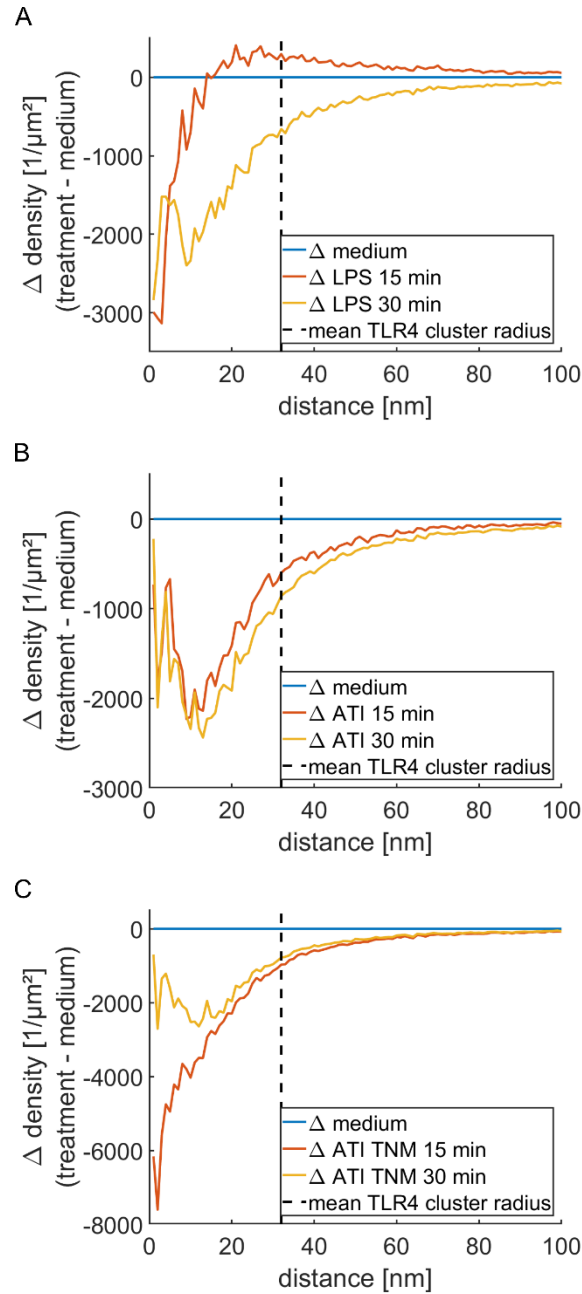 A
Δ density [1/μm²]
(treatment - medium)
0
-1000
-2000
-3000
Δ medium
Δ LPS 15 min
Δ LPS 30 min
mean TLR4 cluster radius
0 20 40 60 80 100
distance [nm]
B
Δ density [1/μm²]
(treatment - medium)
0
-1000
-2000
-3000
Δ medium
Δ ATI 15 min
Δ ATI 30 min
mean TLR4 cluster radius
0 20 40 60 80 100
distance [nm]
C
Δ density [1/μm²]
(treatment - medium)
0
-2000
-4000
-6000
-8000
Δ medium
Δ ATI TNM 15 min
Δ ATI TNM 30 min
mean TLR4 cluster radius
0 20 40 60 80 100
distance [nm]